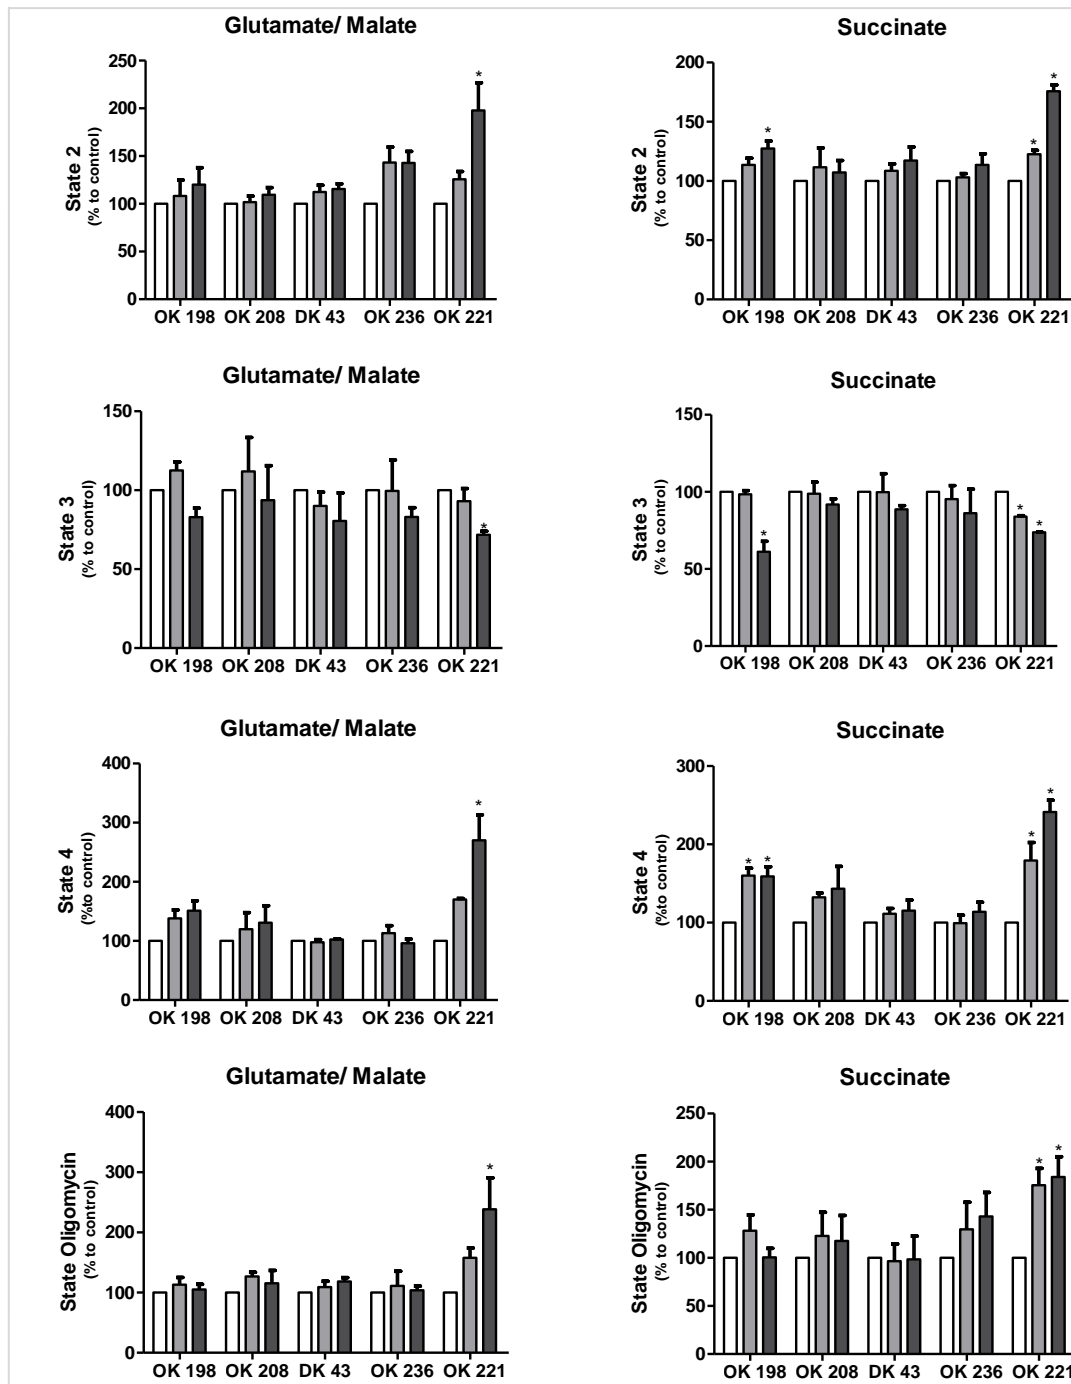 Glutamate/ Malate
State 2
(% to control)
250
200
150
100
50
0
*
OK 198 OK 208 DK 43 OK 236 OK 221
Succinate
State 2
(% to control)
200
150
100
50
0
* * *
OK 198 OK 208 DK 43 OK 236 OK 221
Glutamate/ Malate
State 3
(% to control)
150
100
50
0
*
OK 198 OK 208 DK 43 OK 236 OK 221
Succinate
State 3
(% to control)
150
100
50
0
* * *
OK 198 OK 208 DK 43 OK 236 OK 221
Glutamate/ Malate
State 4
(%to control)
400
300
200
100
0
*
OK 198 OK 208 DK 43 OK 236 OK 221
Succinate
State 4
(%to control)
300
200
100
0
* * * *
OK 198 OK 208 DK 43 OK 236 OK 221
Glutamate/ Malate
State Oligomycin
(% to control)
400
300
200
100
0
*
OK 198 OK 208 DK 43 OK 236 OK 221
Succinate
State Oligomycin
(% to control)
250
200
150
100
50
0
* *
OK 198 OK 208 DK 43 OK 236 OK 221